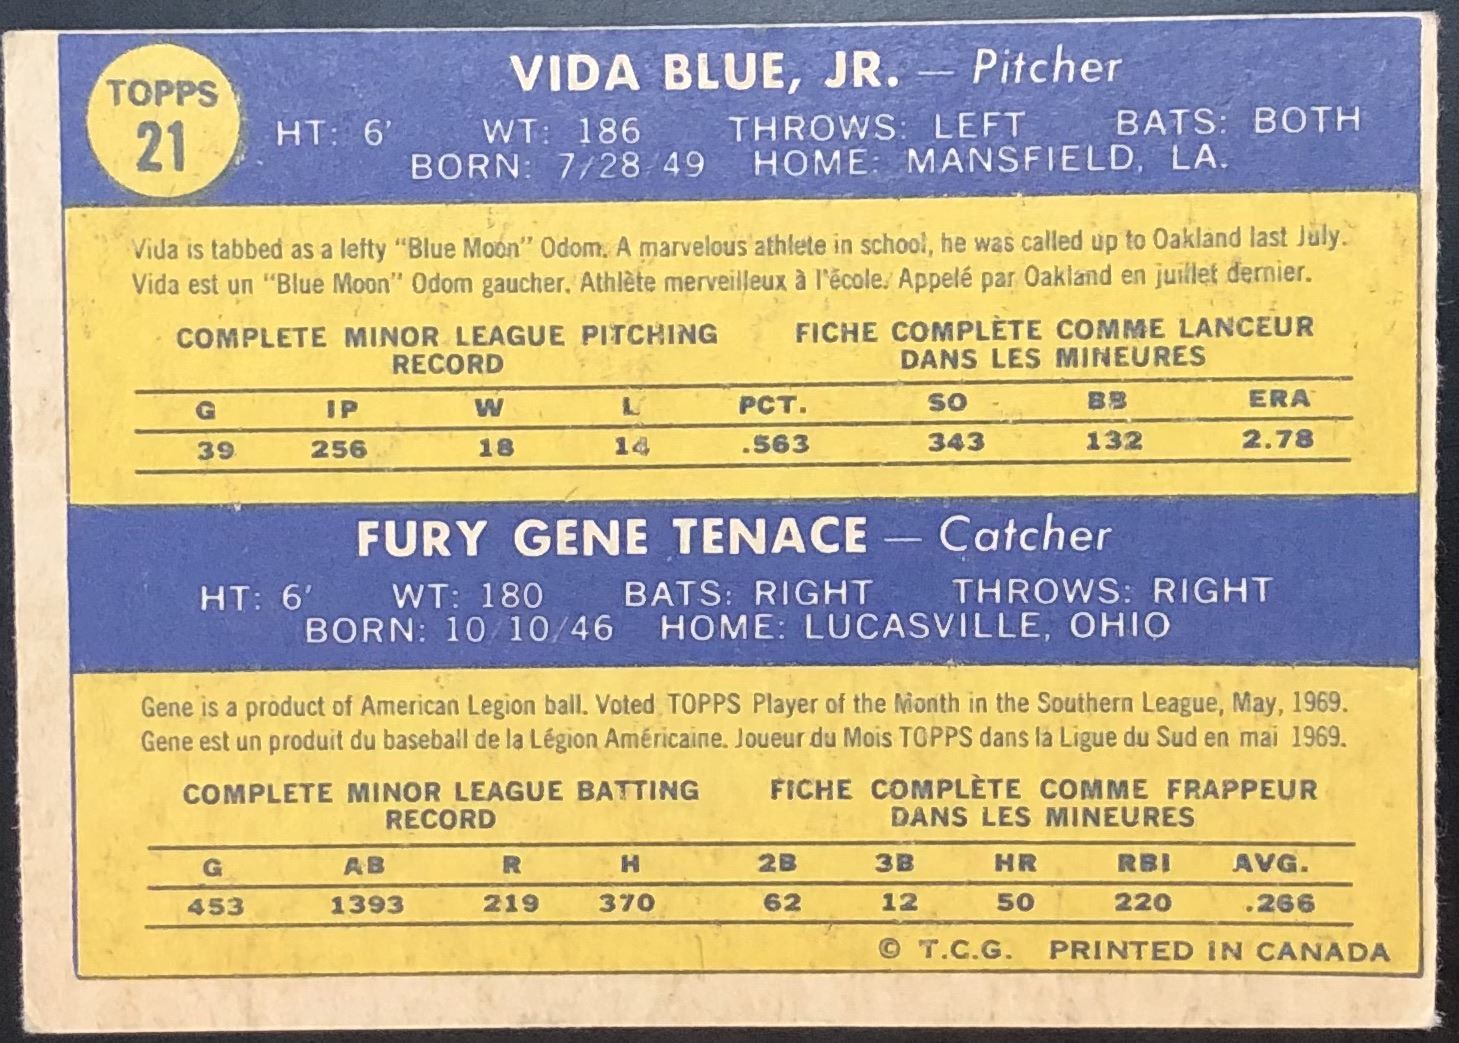 TOPPS
21
VIDA BLUE, JR. — Pitcher
HT: 6' WT: 186 THROWS: LEFT BATS: BOTH
BORN: 7/28/49 HOME: MANSFIELD, LA.
Vida is tabbed as a lefty "Blue Moon" Odom. A marvelous athlete in school, he was called up to Oakland last July.
Vida est un "Blue Moon" Odom gaucher. Athlète merveilleux à l'école. Appelé par Oakland en juillet dernier.
COMPLETE MINOR LEAGUE PITCHING FICHE COMPLÈTE COMME LANCEUR
RECORD DANS LES MINEURES
G IP W L PCT. SO BB ERA
39 256 18 14 .563 343 132 2.78
FURY GENE TENACE — Catcher
HT: 6' WT: 180 BATS: RIGHT THROWS: RIGHT
BORN: 10/10/46 HOME: LUCASVILLE, OHIO
Gene is a product of American Legion ball. Voted TOPPS Player of the Month in the Southern League, May, 1969.
Gene est un produit du baseball de la Légion Américaine. Joueur du Mois TOPPS dans la Ligue du Sud en mai 1969.
COMPLETE MINOR LEAGUE BATTING FICHE COMPLÈTE COMME FRAPPEUR
RECORD DANS LES MINEURES
G AB R H 2B 3B HR RBI AVG.
453 1393 219 370 62 12 50 220 .266
© T.C.G. PRINTED IN CANADA